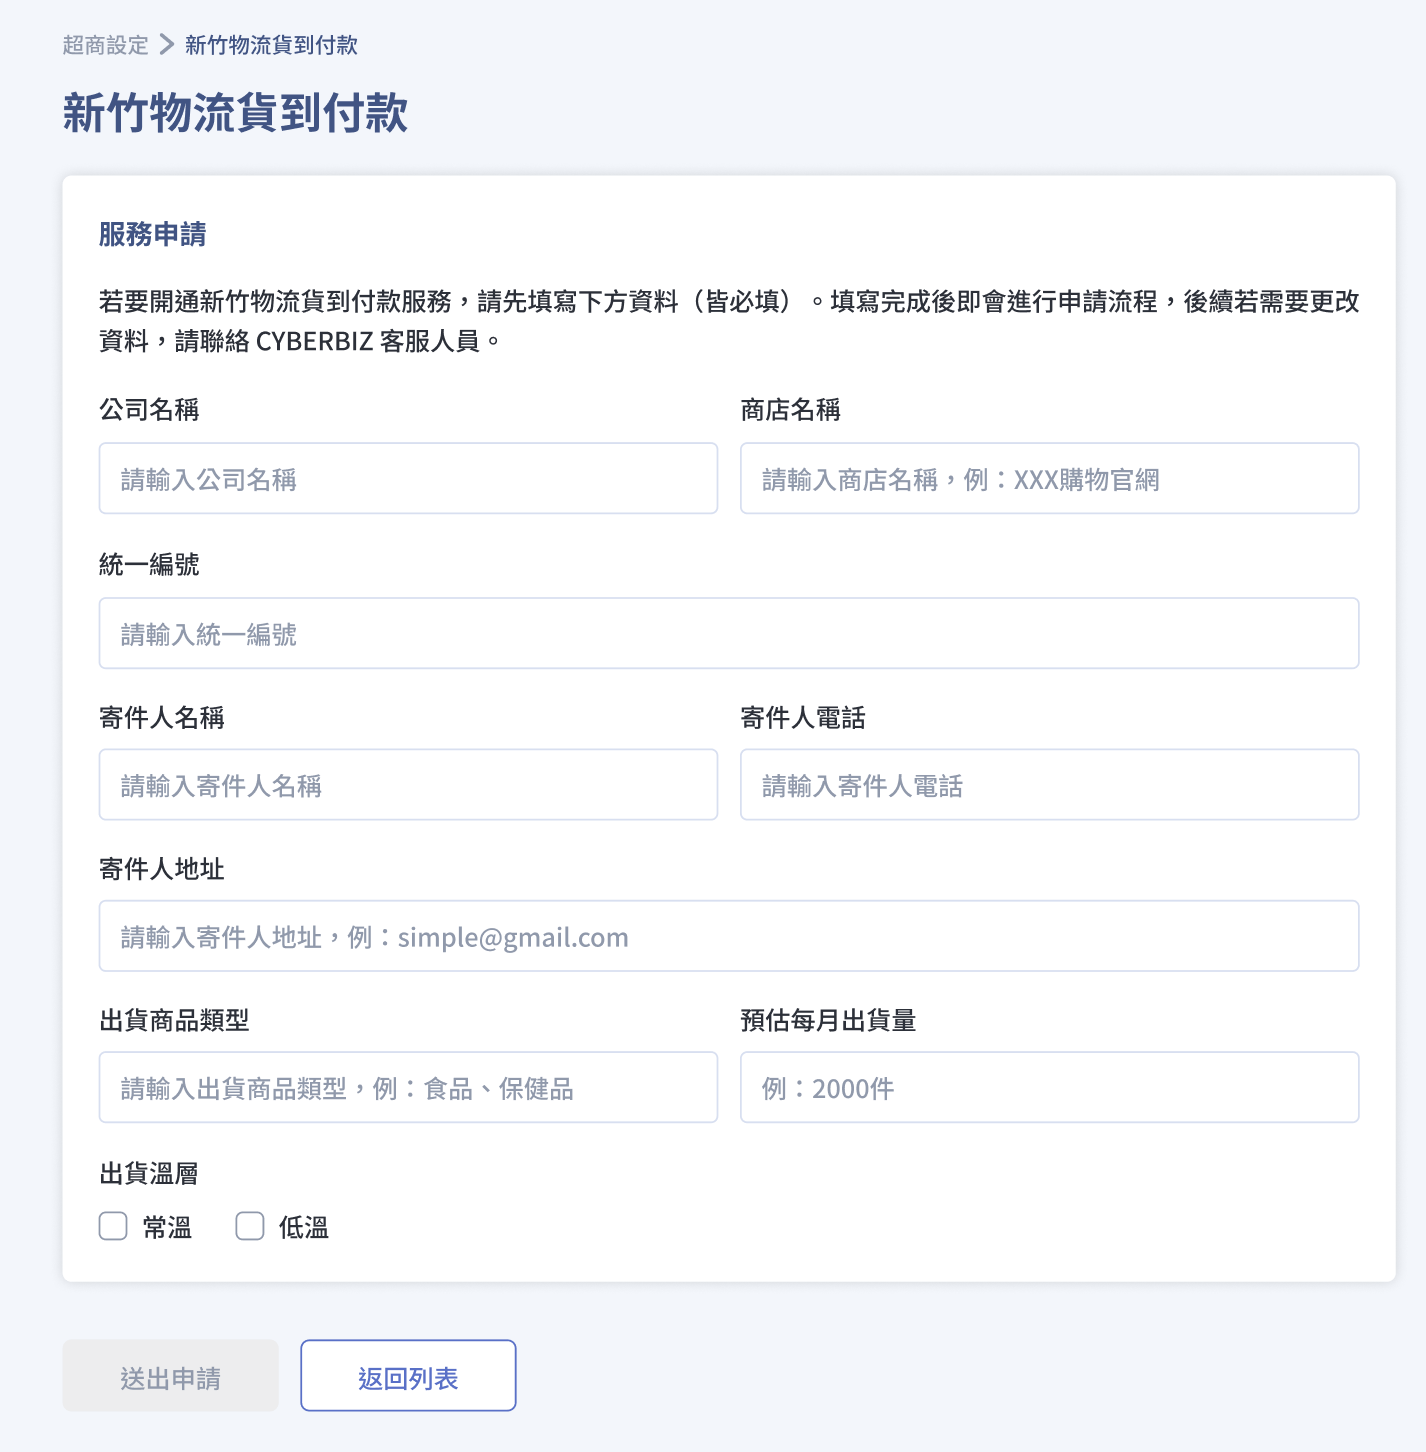 超商設定 > 新竹物流貨到付款
新竹物流貨到付款
服務申請
若要開通新竹物流貨到付款服務，請先填寫下方資料（皆必填）。填寫完成後即會進行申請流程，後續若需要更改
資料，請聯絡 CYBERBIZ 客服人員。
公司名稱
商店名稱
請輸入公司名稱
請輸入商店名稱，例：XXX購物官網
統一編號
請輸入統一編號
寄件人名稱
寄件人電話
請輸入寄件人名稱
請輸入寄件人電話
寄件人地址
請輸入寄件人地址，例：simple@gmail.com
出貨商品類型
預估每月出貨量
請輸入出貨商品類型，例：食品、保健品
例：2000件
出貨溫層
常溫
低溫
送出申請
返回列表